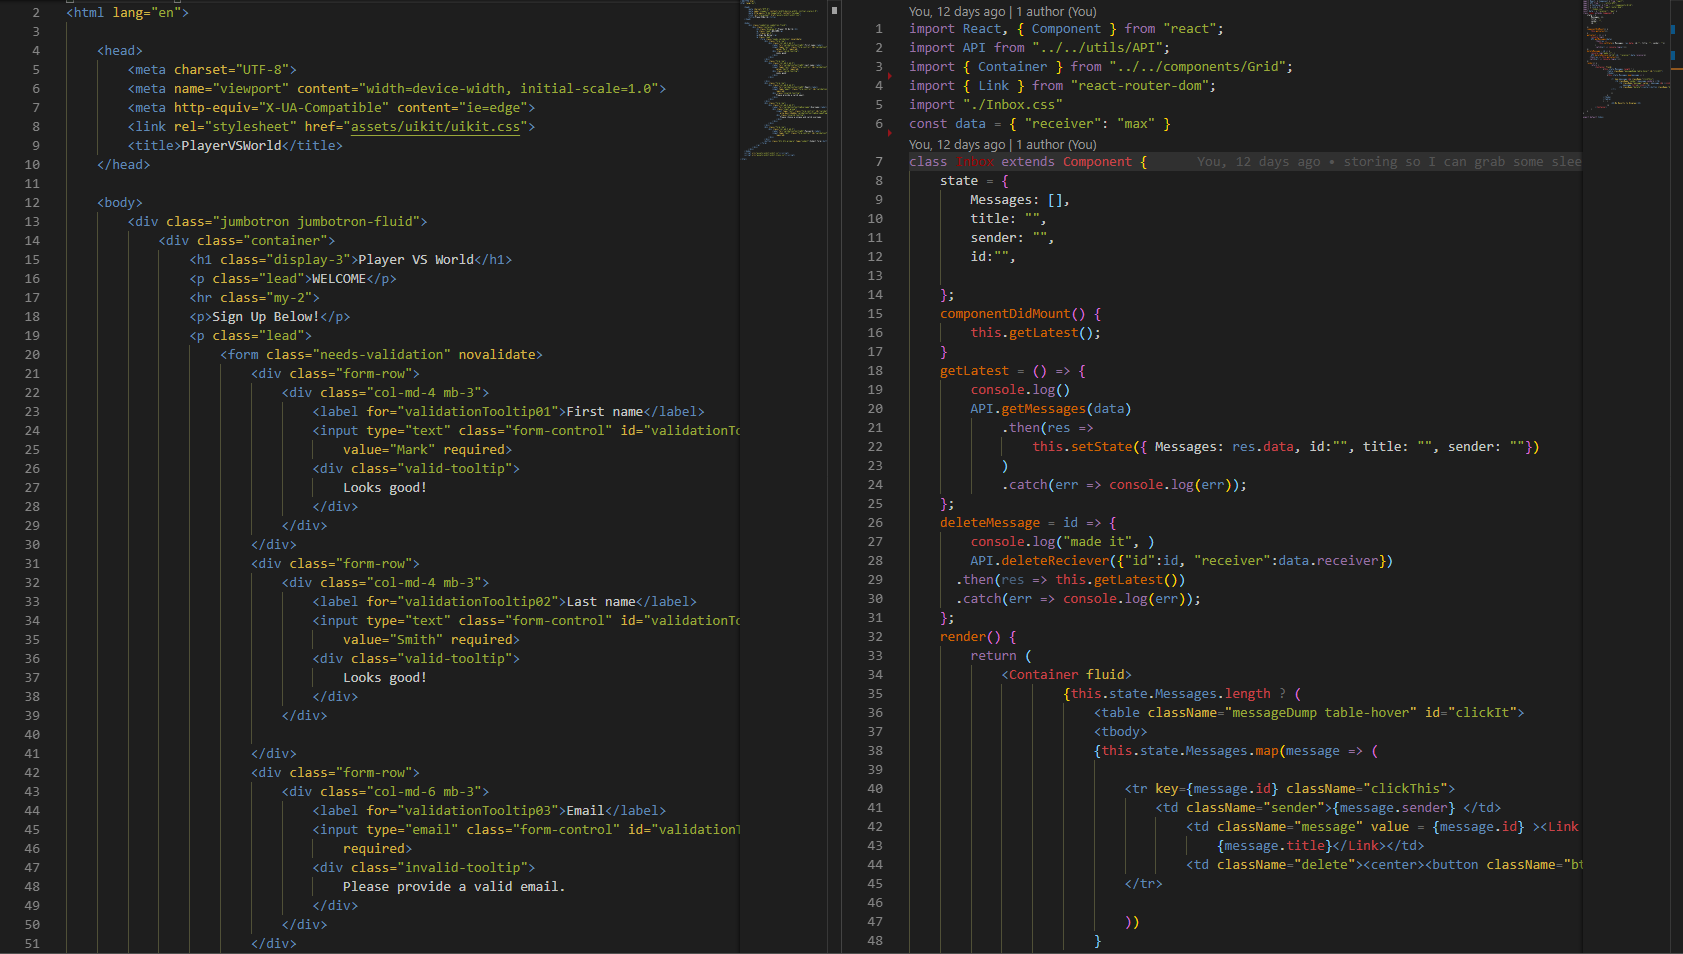 2 <html lang="en">
3
4 <head>
5 <meta charset="UTF-8">
6 <meta name="viewport" content="width=device-width, initial-scale=1.0">
7 <meta http-equiv="X-UA-Compatible" content="ie=edge">
8 <link rel="stylesheet" href="assets/uikit/uikit.css">
9 <title>PlayerVSWorld</title>
10 </head>
11
12 <body>
13 <div class="jumbotron jumbotron-fluid">
14 <div class="container">
15 <h1 class="display-3">Player VS World</h1>
16 <p class="lead">WELCOME</p>
17 <hr class="my-2">
18 <p>Sign Up Below!</p>
19 <p class="lead">
20 <form class="needs-validation" novalidate>
21 <div class="form-row">
22 <div class="col-md-4 mb-3">
23 <label for="validationTooltip01">First name</label>
24 <input type="text" class="form-control" id="validationTo
25 value="Mark" required>
26 <div class="valid-tooltip">
27 Looks good!
28 </div>
29 </div>
30 </div>
31 <div class="form-row">
32 <div class="col-md-4 mb-3">
33 <label for="validationTooltip02">Last name</label>
34 <input type="text" class="form-control" id="validationTo
35 value="Smith" required>
36 <div class="valid-tooltip">
37 Looks good!
38 </div>
39 </div>
40
41 </div>
42 <div class="form-row">
43 <div class="col-md-6 mb-3">
44 <label for="validationTooltip03">Email</label>
45 <input type="email" class="form-control" id="validationT
46 required>
47 <div class="invalid-tooltip">
48 Please provide a valid email.
49 </div>
50 </div>
51 </div>
You, 12 days ago | 1 author (You)
1 import React, { Component } from "react";
2 import API from "../../utils/API";
3 import { Container } from "../../components/Grid";
4 import { Link } from "react-router-dom";
5 import "./Inbox.css"
6 const data = { "receiver": "max" }
You, 12 days ago | 1 author (You)
7 class Inbox extends Component { You, 12 days ago • storing so I can grab some slee
8 state = {
9 Messages: [],
10 title: "",
11 sender: "",
12 id:"",
13
14 };
15 componentDidMount() {
16 this.getLatest();
17 }
18 getLatest = () => {
19 console.log()
20 API.getMessages(data)
21 .then(res =>
22 this.setState({ Messages: res.data, id:"", title: "", sender: ""})
23 )
24 .catch(err => console.log(err));
25 };
26 deleteMessage = id => {
27 console.log("made it", )
28 API.deleteReciever({"id":id, "receiver":data.receiver})
29 .then(res => this.getLatest())
30 .catch(err => console.log(err));
31 };
32 render() {
33 return (
34 <Container fluid>
35 {this.state.Messages.length ? (
36 <table className="messageDump table-hover" id="clickIt">
37 <tbody>
38 {this.state.Messages.map(message => (
39
40 <tr key={message.id} className="clickThis">
41 <td className="sender">{message.sender} </td>
42 <td className="message" value = {message.id} ><Link
43 {message.title}</Link></td>
44 <td className="delete"><center><button className="bt
45 </tr>
46
47 ))
48 }